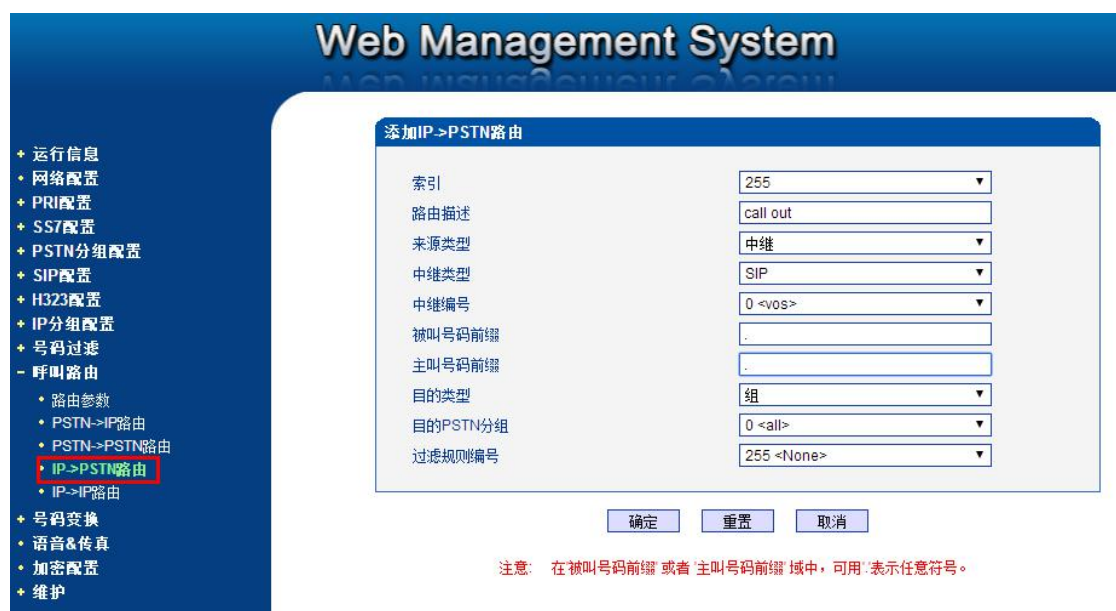 Web Management System
+ 运行信息
• 网络配置
+ PRI配置
+ SS7配置
+ PSTN分组配置
+ SIP配置
+ H323配置
+ IP分组配置
+ 号码过滤
- 呼叫路由
• 路由参数
• PSTN->IP路由
• PSTN->PSTN路由
• IP->PSTN路由
• IP->IP路由
+ 号码变换
• 语音&传真
• 加密配置
+ 维护
添加IP->PSTN路由
索引 255
路由描述 call out
来源类型 中继
中继类型 SIP
中继编号 0 <vos>
被叫号码前缀 .
主叫号码前缀 .
目的类型 组
目的PSTN分组 0 <all>
过滤规则编号 255 <None>
确定 重置 取消
注意: 在'被叫号码前缀'或者'主叫号码前缀'域中，可用'.'表示任意符号。